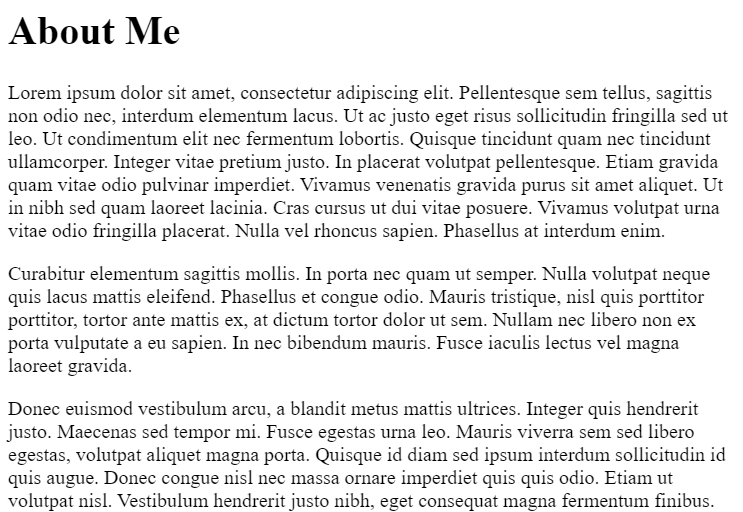 About Me
Lorem ipsum dolor sit amet, consectetur adipiscing elit. Pellentesque sem tellus, sagittis
non odio nec, interdum elementum lacus. Ut ac justo eget risus sollicitudin fringilla sed ut
leo. Ut condimentum elit nec fermentum lobortis. Quisque tincidunt quam nec tincidunt
ullamcorper. Integer vitae pretium justo. In placerat volutpat pellentesque. Etiam gravida
quam vitae odio pulvinar imperdiet. Vivamus venenatis gravida purus sit amet aliquet. Ut
in nibh sed quam laoreet lacinia. Cras cursus ut dui vitae posuere. Vivamus volutpat urna
vitae odio fringilla placerat. Nulla vel rhoncus sapien. Phasellus at interdum enim.
Curabitur elementum sagittis mollis. In porta nec quam ut semper. Nulla volutpat neque
quis lacus mattis eleifend. Phasellus et congue odio. Mauris tristique, nisl quis porttitor
porttitor, tortor ante mattis ex, at dictum tortor dolor ut sem. Nullam nec libero non ex
porta vulputate a eu sapien. In nec bibendum mauris. Fusce iaculis lectus vel magna
laoreet gravida.
Donec euismod vestibulum arcu, a blandit metus mattis ultrices. Integer quis hendrerit
justo. Maecenas sed tempor mi. Fusce egestas urna leo. Mauris viverra sem sed libero
egestas, volutpat aliquet magna porta. Quisque id diam sed ipsum interdum sollicitudin id
quis augue. Donec congue nisl nec massa ornare imperdiet quis quis odio. Etiam ut
volutpat nisl. Vestibulum hendrerit justo nibh, eget consequat magna fermentum finibus.